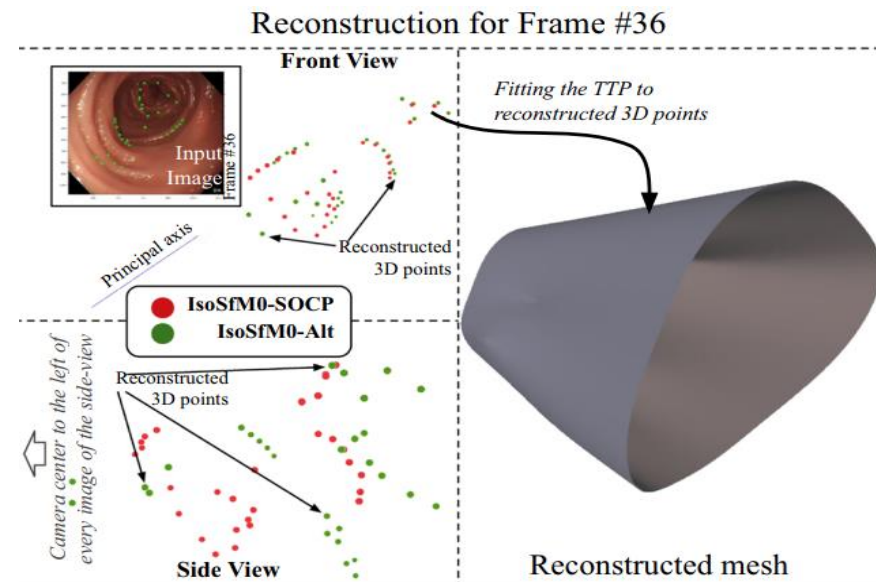 Reconstruction for Frame #36
Front View
Input
Image
Frame #36
Fitting the TTP to
reconstructed 3D points
Reconstructed
3D points
Principal axis
IsoSfM0-SOCP
IsoSfM0-Alt
Camera center to the left of
every image of the side-view
Reconstructed
3D points
Side View
Reconstructed mesh